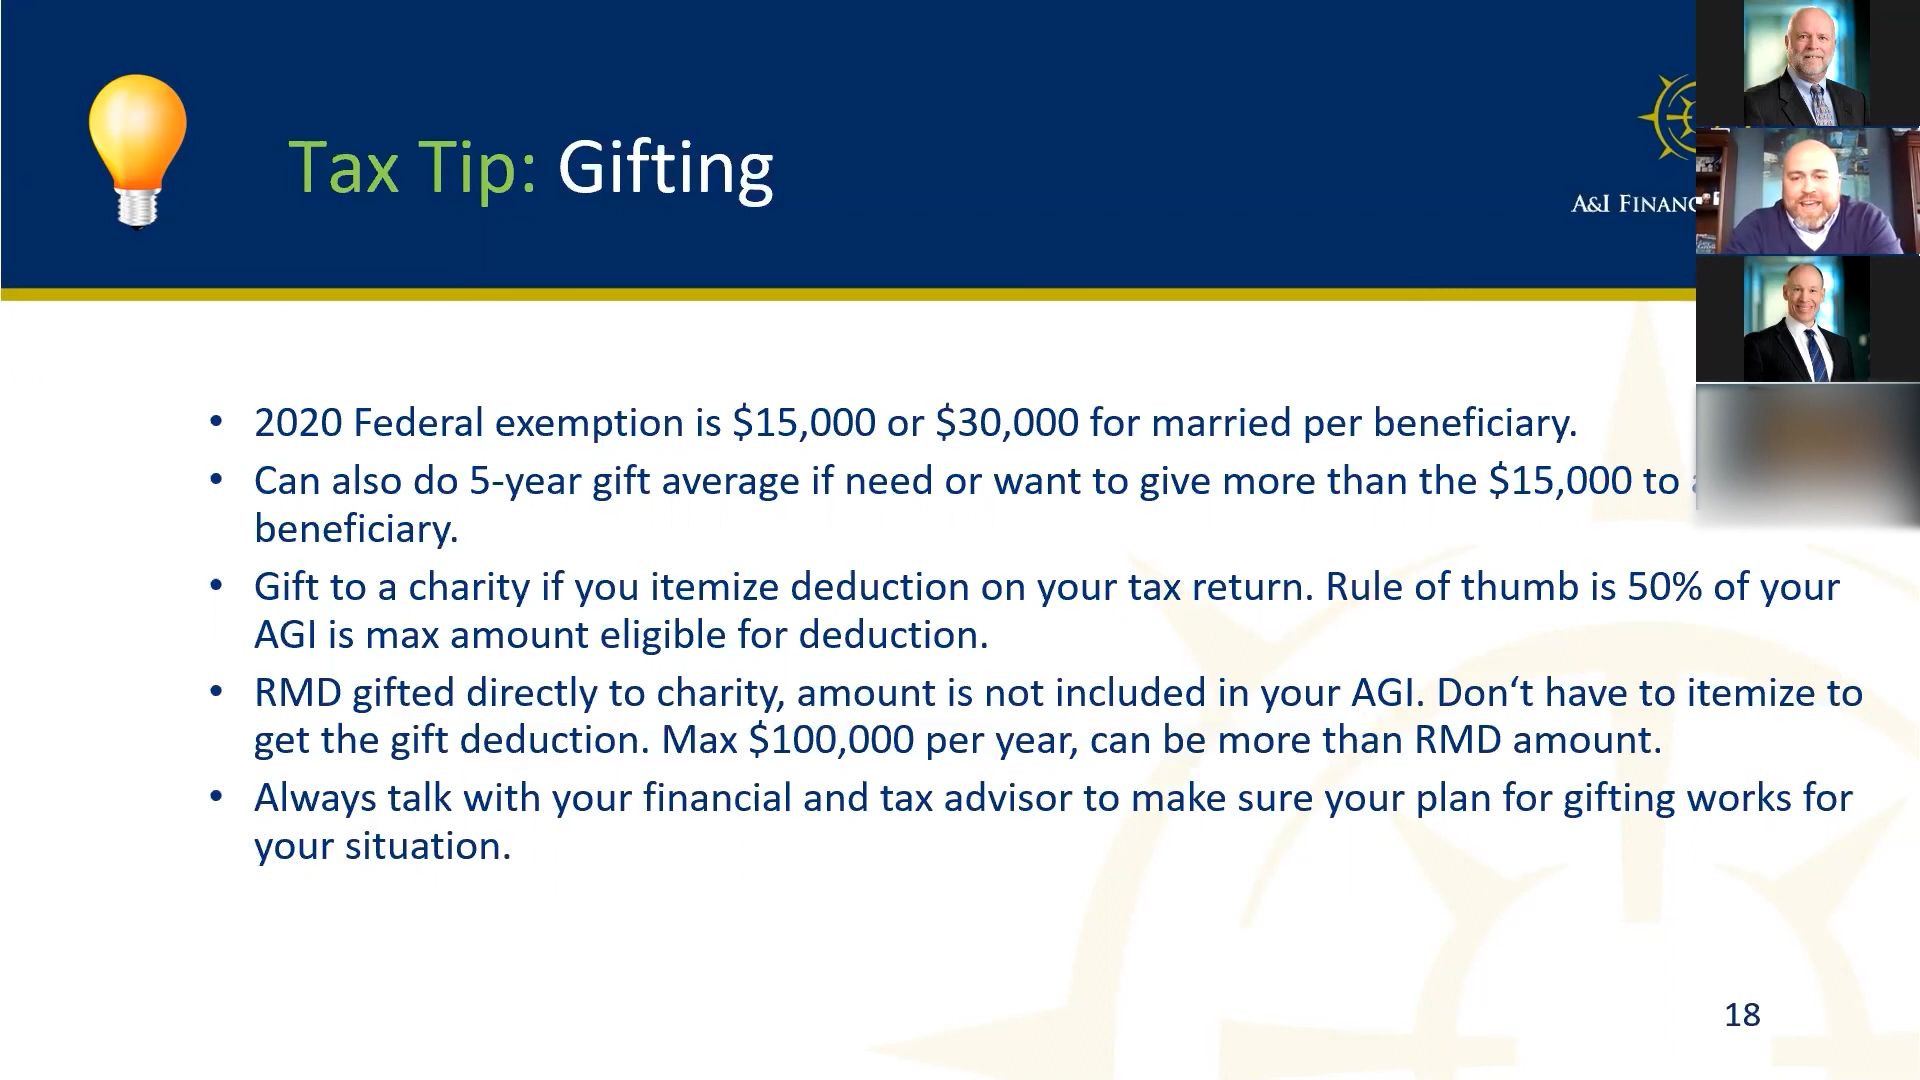 Tax Tip: Gifting
A&I FINANC
• 2020 Federal exemption is $15,000 or $30,000 for married per beneficiary.
• Can also do 5-year gift average if need or want to give more than the $15,000 to
beneficiary.
• Gift to a charity if you itemize deduction on your tax return. Rule of thumb is 50% of your
AGI is max amount eligible for deduction.
• RMD gifted directly to charity, amount is not included in your AGI. Don‘t have to itemize to
get the gift deduction. Max $100,000 per year, can be more than RMD amount.
• Always talk with your financial and tax advisor to make sure your plan for gifting works for
your situation.
18